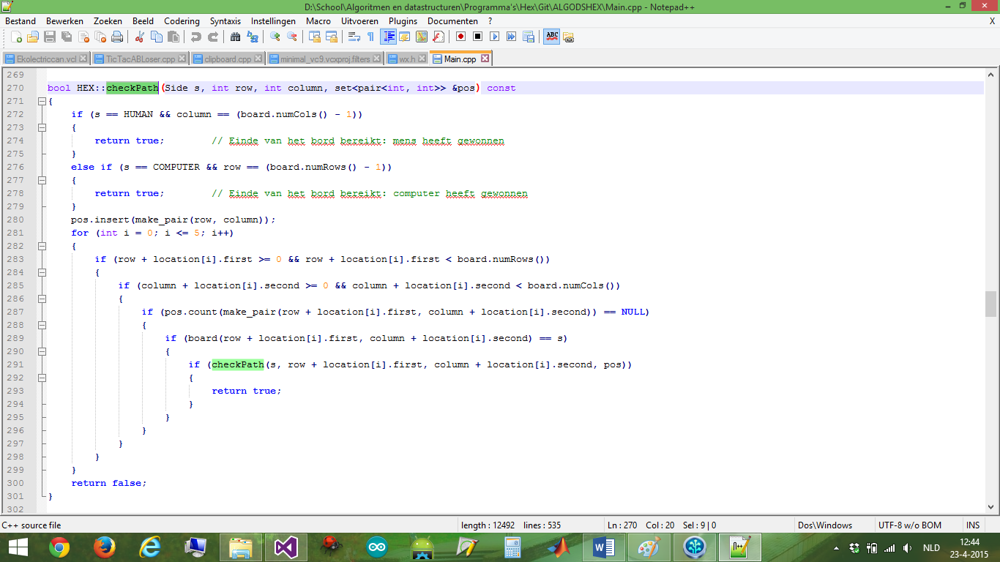 D:\School\Algoritmen en datastructuren\Programma's\Hex\Git\ALGODSHEX\Main.cpp - Notepad++
Bestand Bewerken Zoeken Beeld Codering Syntaxis Instellingen Macro Uitvoeren Plugins Documenten ? X
ABC
Ekolectriccan.vcl TicTacABLoser.cpp clipboard.cpp minimal_vc9.vcxproj.filters wx.h Main.cpp
269
270 bool HEX::checkPath(Side s, int row, int column, set<pair<int, int>> &pos) const
271 {
272     if (s == HUMAN && column == (board.numCols() - 1))
273     {
274         return true;        // Einde van het bord bereikt: mens heeft gewonnen
275     }
276     else if (s == COMPUTER && row == (board.numRows() - 1))
277     {
278         return true;        // Einde van het bord bereikt: computer heeft gewonnen
279     }
280     pos.insert(make_pair(row, column));
281     for (int i = 0; i <= 5; i++)
282     {
283         if (row + location[i].first >= 0 && row + location[i].first < board.numRows())
284         {
285             if (column + location[i].second >= 0 && column + location[i].second < board.numCols())
286             {
287                 if (pos.count(make_pair(row + location[i].first, column + location[i].second)) == NULL)
288                 {
289                     if (board(row + location[i].first, column + location[i].second) == s)
290                     {
291                         if (checkPath(s, row + location[i].first, column + location[i].second, pos))
292                         {
293                             return true;
294                         }
295                     }
296                 }
297             }
298         }
299     }
300     return false;
301 }
302
C++ source file length : 12492 lines : 535 Ln : 270 Col : 20 Sel : 9 | 0 Dos\Windows UTF-8 w/o BOM INS
NLD 12:44
23-4-2015